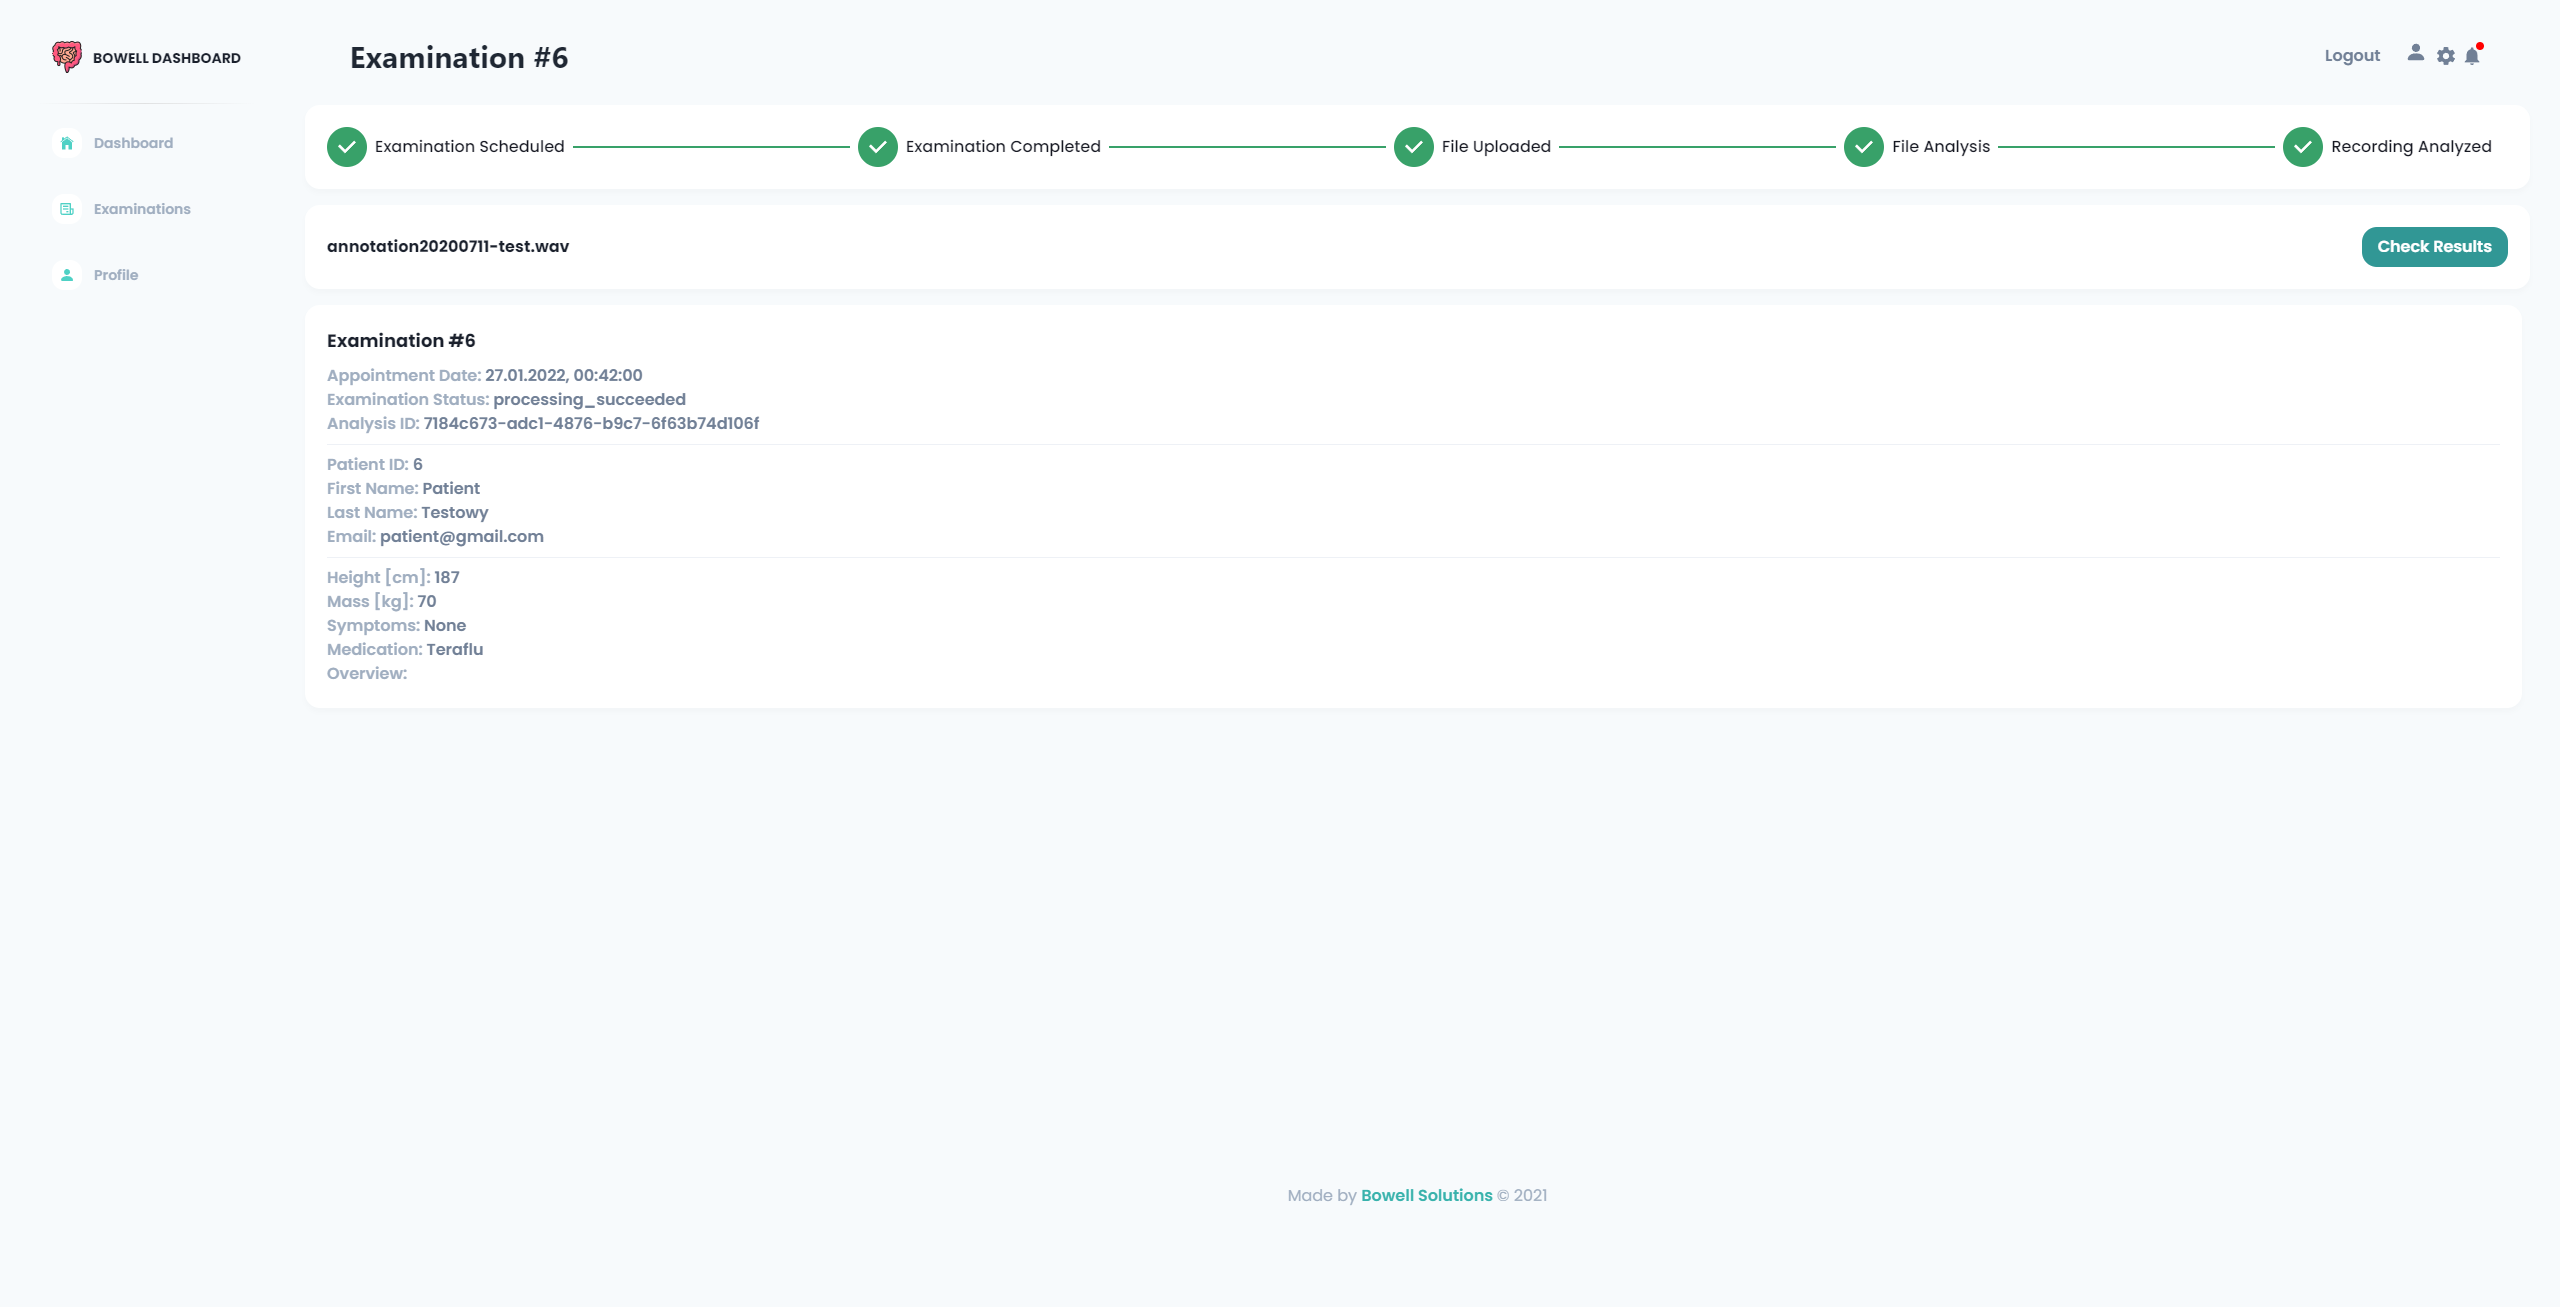 BOWELL DASHBOARD
Examination #6
Logout
Dashboard
Examinations
Profile
Examination Scheduled
Examination Completed
File Uploaded
File Analysis
Recording Analyzed
annotation20200711-test.wav
Check Results
Examination #6
Appointment Date: 27.01.2022, 00:42:00
Examination Status: processing_succeeded
Analysis ID: 7184c673-adc1-4876-b9c7-6f63b74d106f
Patient ID: 6
First Name: Patient
Last Name: Testowy
Email: patient@gmail.com
Height [cm]: 187
Mass [kg]: 70
Symptoms: None
Medication: Teraflu
Overview:
Made by Bowell Solutions © 2021